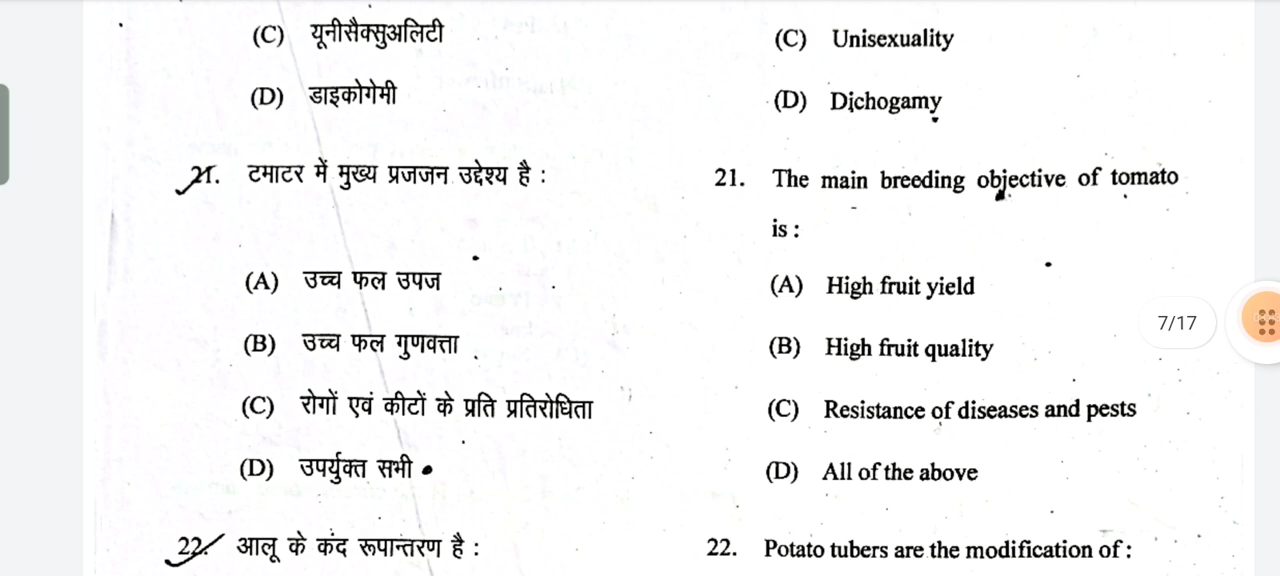 (C) यूनीसैक्सुअलिटी
(D) डाइकोगेमी
21. टमाटर में मुख्य प्रजजन उद्देश्य है :
(A) उच्च फल उपज
(B) उच्च फल गुणवत्ता
(C) रोगों एवं कीटों के प्रति प्रतिरोधिता
(D) उपर्युक्त सभी
22. आलू के कंद रूपान्तरण है :
(C) Unisexuality
(D) Dichogamy
21. The main breeding objective of tomato
is :
(A) High fruit yield
(B) High fruit quality
(C) Resistance of diseases and pests
(D) All of the above
22. Potato tubers are the modification of :
7/17